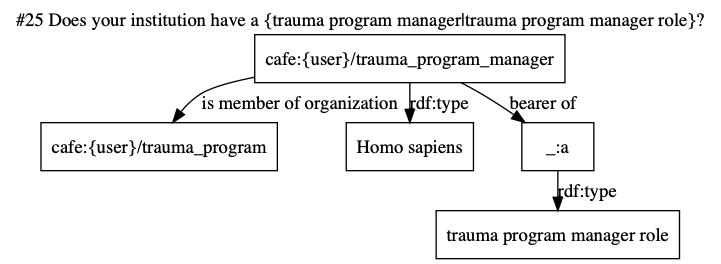 #25 Does your institution have a {trauma program manager|trauma program manager role}?
cafe:{user}/trauma_program_manager
is member of organization rdf:type bearer of
cafe:{user}/trauma_program Homo sapiens _:a
rdf:type
trauma program manager role